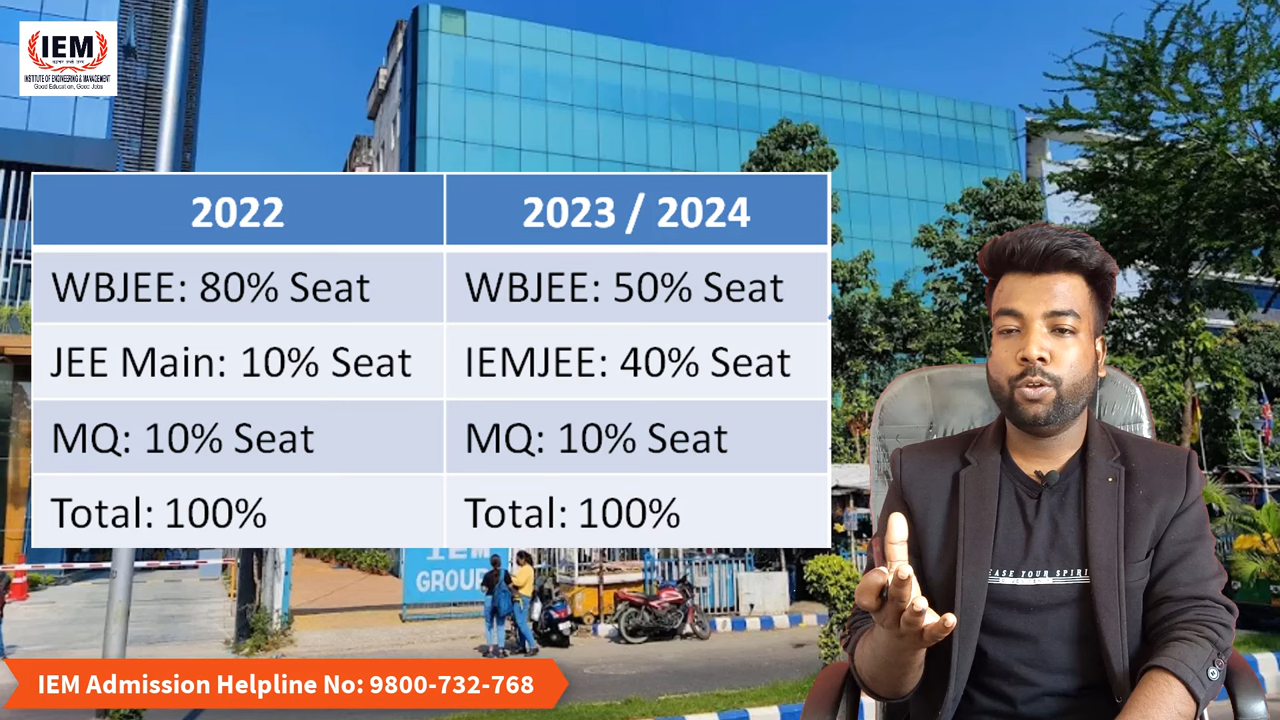 IEM
INSTITUTE OF ENGINEERING & MANAGEMENT
Good Education, Good Jobs
2022
2023 / 2024
WBJEE: 80% Seat
WBJEE: 50% Seat
JEE Main: 10% Seat
IEMJEE: 40% Seat
MQ: 10% Seat
MQ: 10% Seat
Total: 100%
Total: 100%
IEM
GROUP
EASE YOUR SPIRI
IEM Admission Helpline No: 9800-732-768